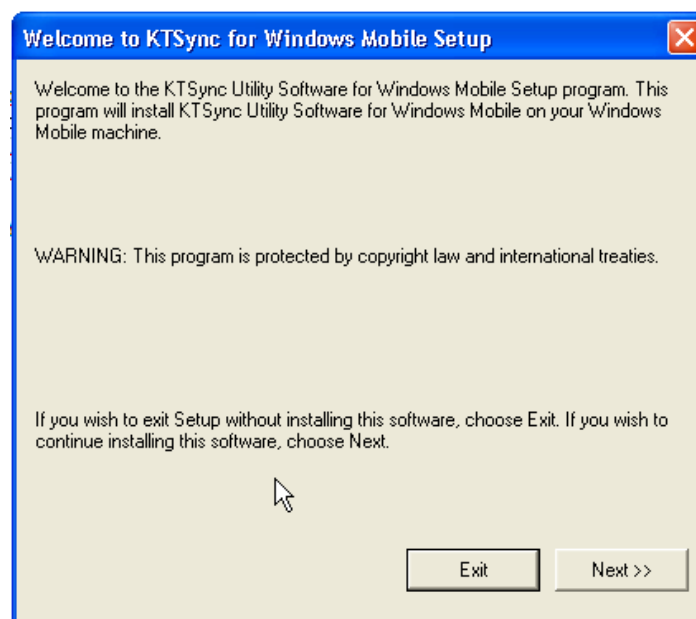 Welcome to KTSync for Windows Mobile Setup
Welcome to the KTSync Utility Software for Windows Mobile Setup program. This
program will install KTSync Utility Software for Windows Mobile on your Windows
Mobile machine.
WARNING: This program is protected by copyright law and international treaties.
If you wish to exit Setup without installing this software, choose Exit. If you wish to
continue installing this software, choose Next.
Exit
Next >>